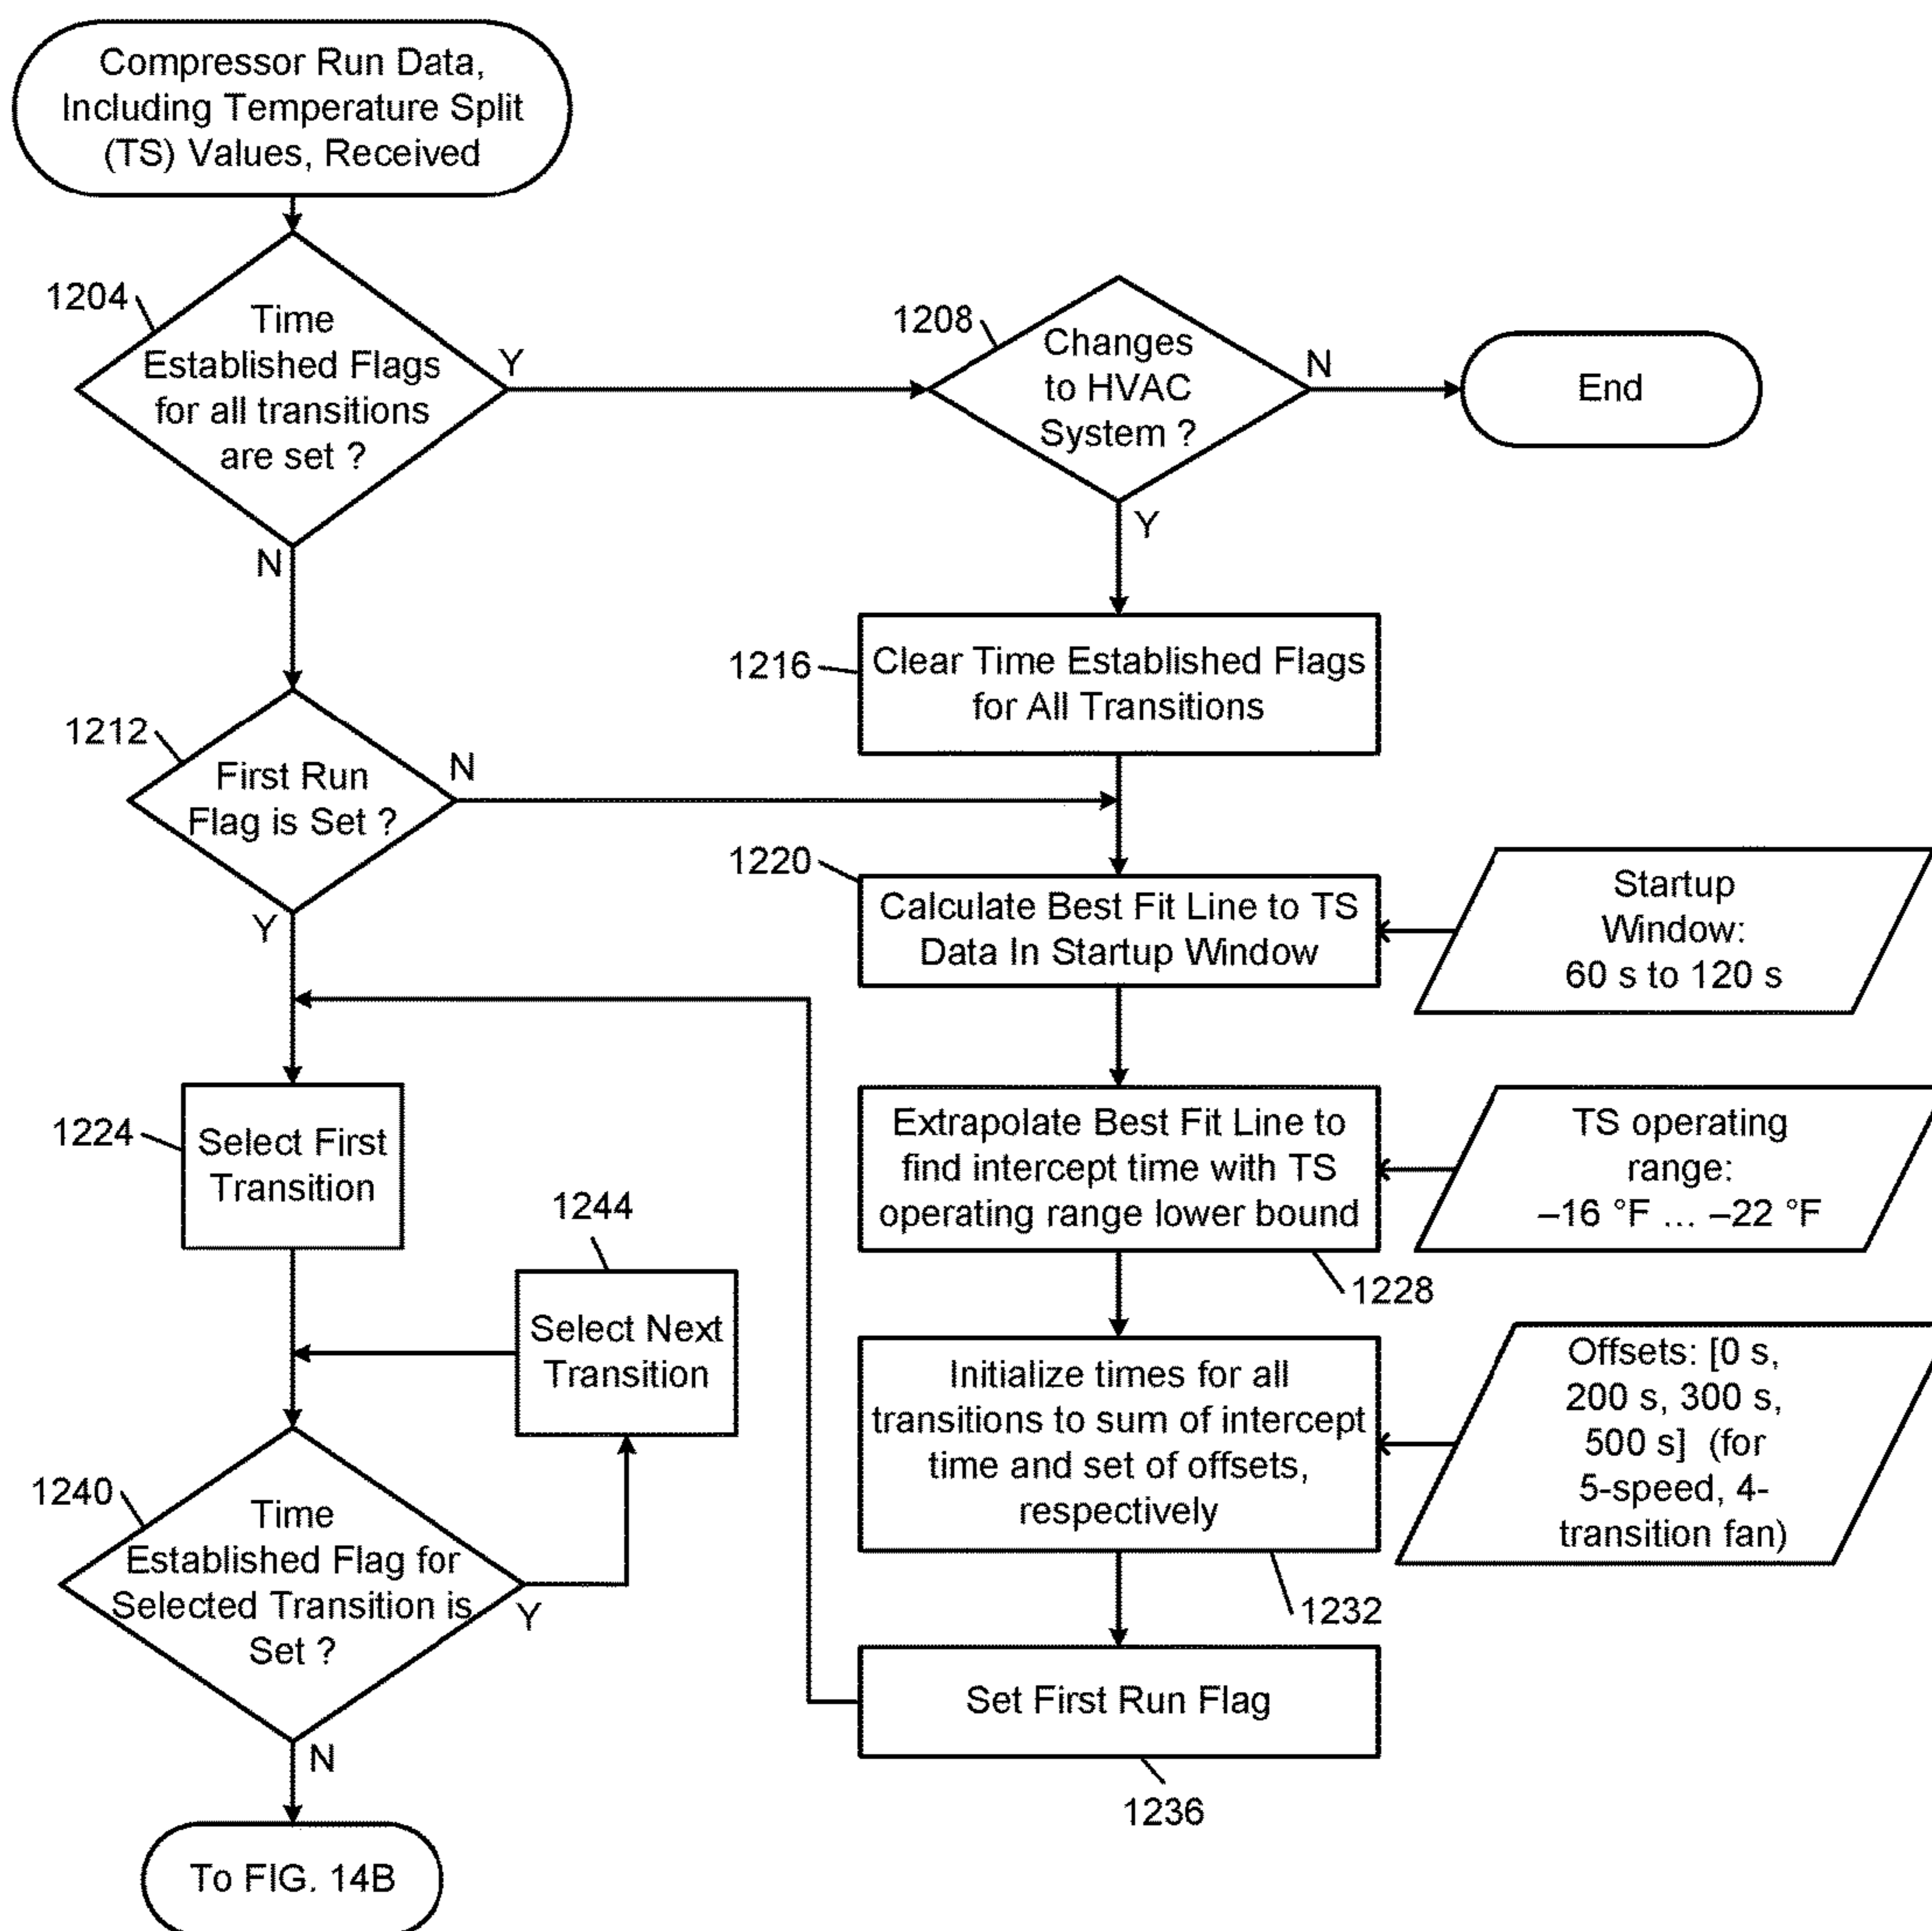 Compressor Run Data,
Including Temperature Split
(TS) Values, Received
1204
Time
Established Flags
for all transitions
are set ?
Y
N
1208
Changes
to HVAC
System ?
N
Y
End
1212
First Run
Flag is Set ?
N
Y
1216
Clear Time Established Flags
for All Transitions
1220
Calculate Best Fit Line to TS
Data In Startup Window
Startup
Window:
60 s to 120 s
1224
Select First
Transition
Extrapolate Best Fit Line to
find intercept time with TS
operating range lower bound
1228
TS operating
range:
–16 °F ... –22 °F
1244
Select Next
Transition
Initialize times for all
transitions to sum of intercept
time and set of offsets,
respectively
1232
Offsets: [0 s,
200 s, 300 s,
500 s] (for
5-speed, 4-
transition fan)
1240
Time
Established Flag for
Selected Transition is
Set ?
Y
N
Set First Run Flag
1236
To FIG. 14B